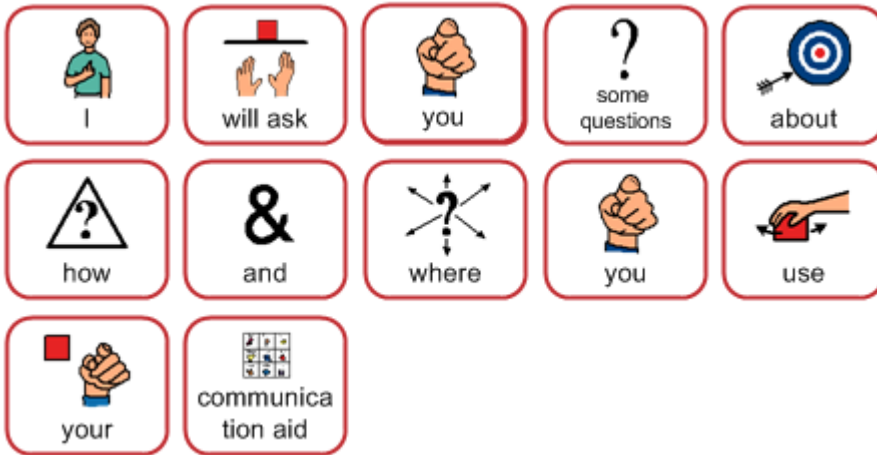 I will ask you some questions about
how and where you use
your communica
tion aid